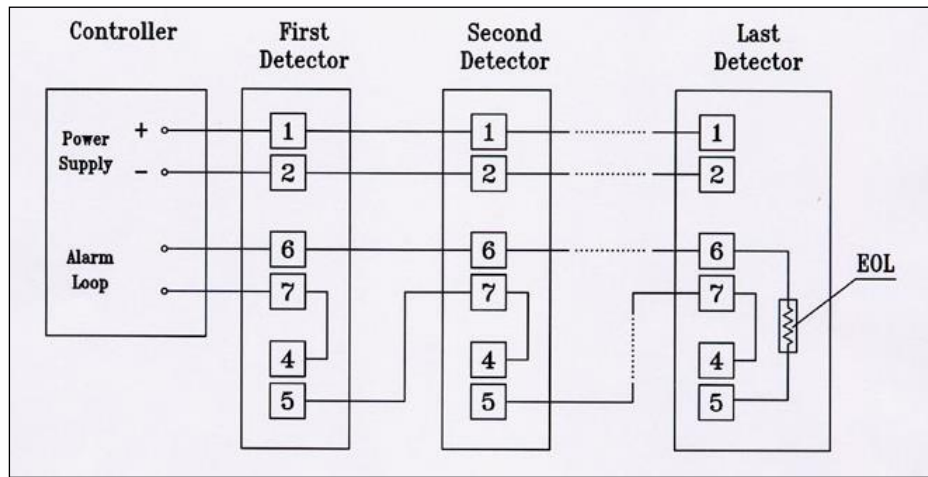 Controller
First
Detector
Second
Detector
Last
Detector
Power
Supply
+
-
1
1
1
2
2
2
Alarm
Loop
6
6
6
7
7
7
EOL
4
4
4
5
5
5